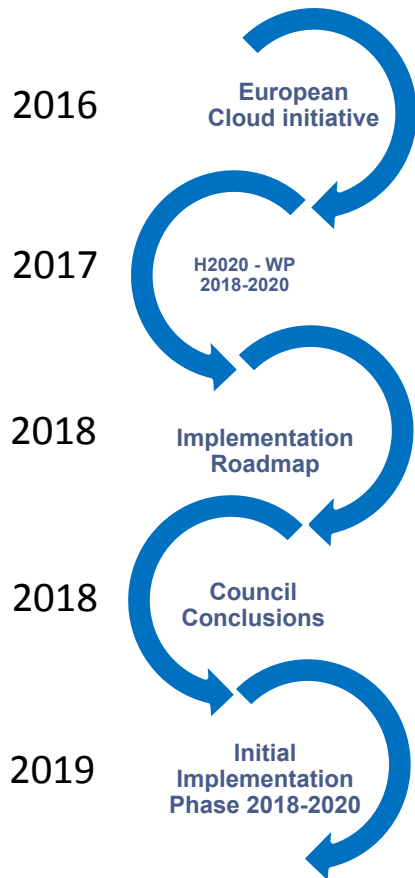 2016
European
Cloud initiative
2017
H2020 - WP
2018-2020
2018
Implementation
Roadmap
2018
Council
Conclusions
2019
Initial
Implementation
Phase 2018-2020